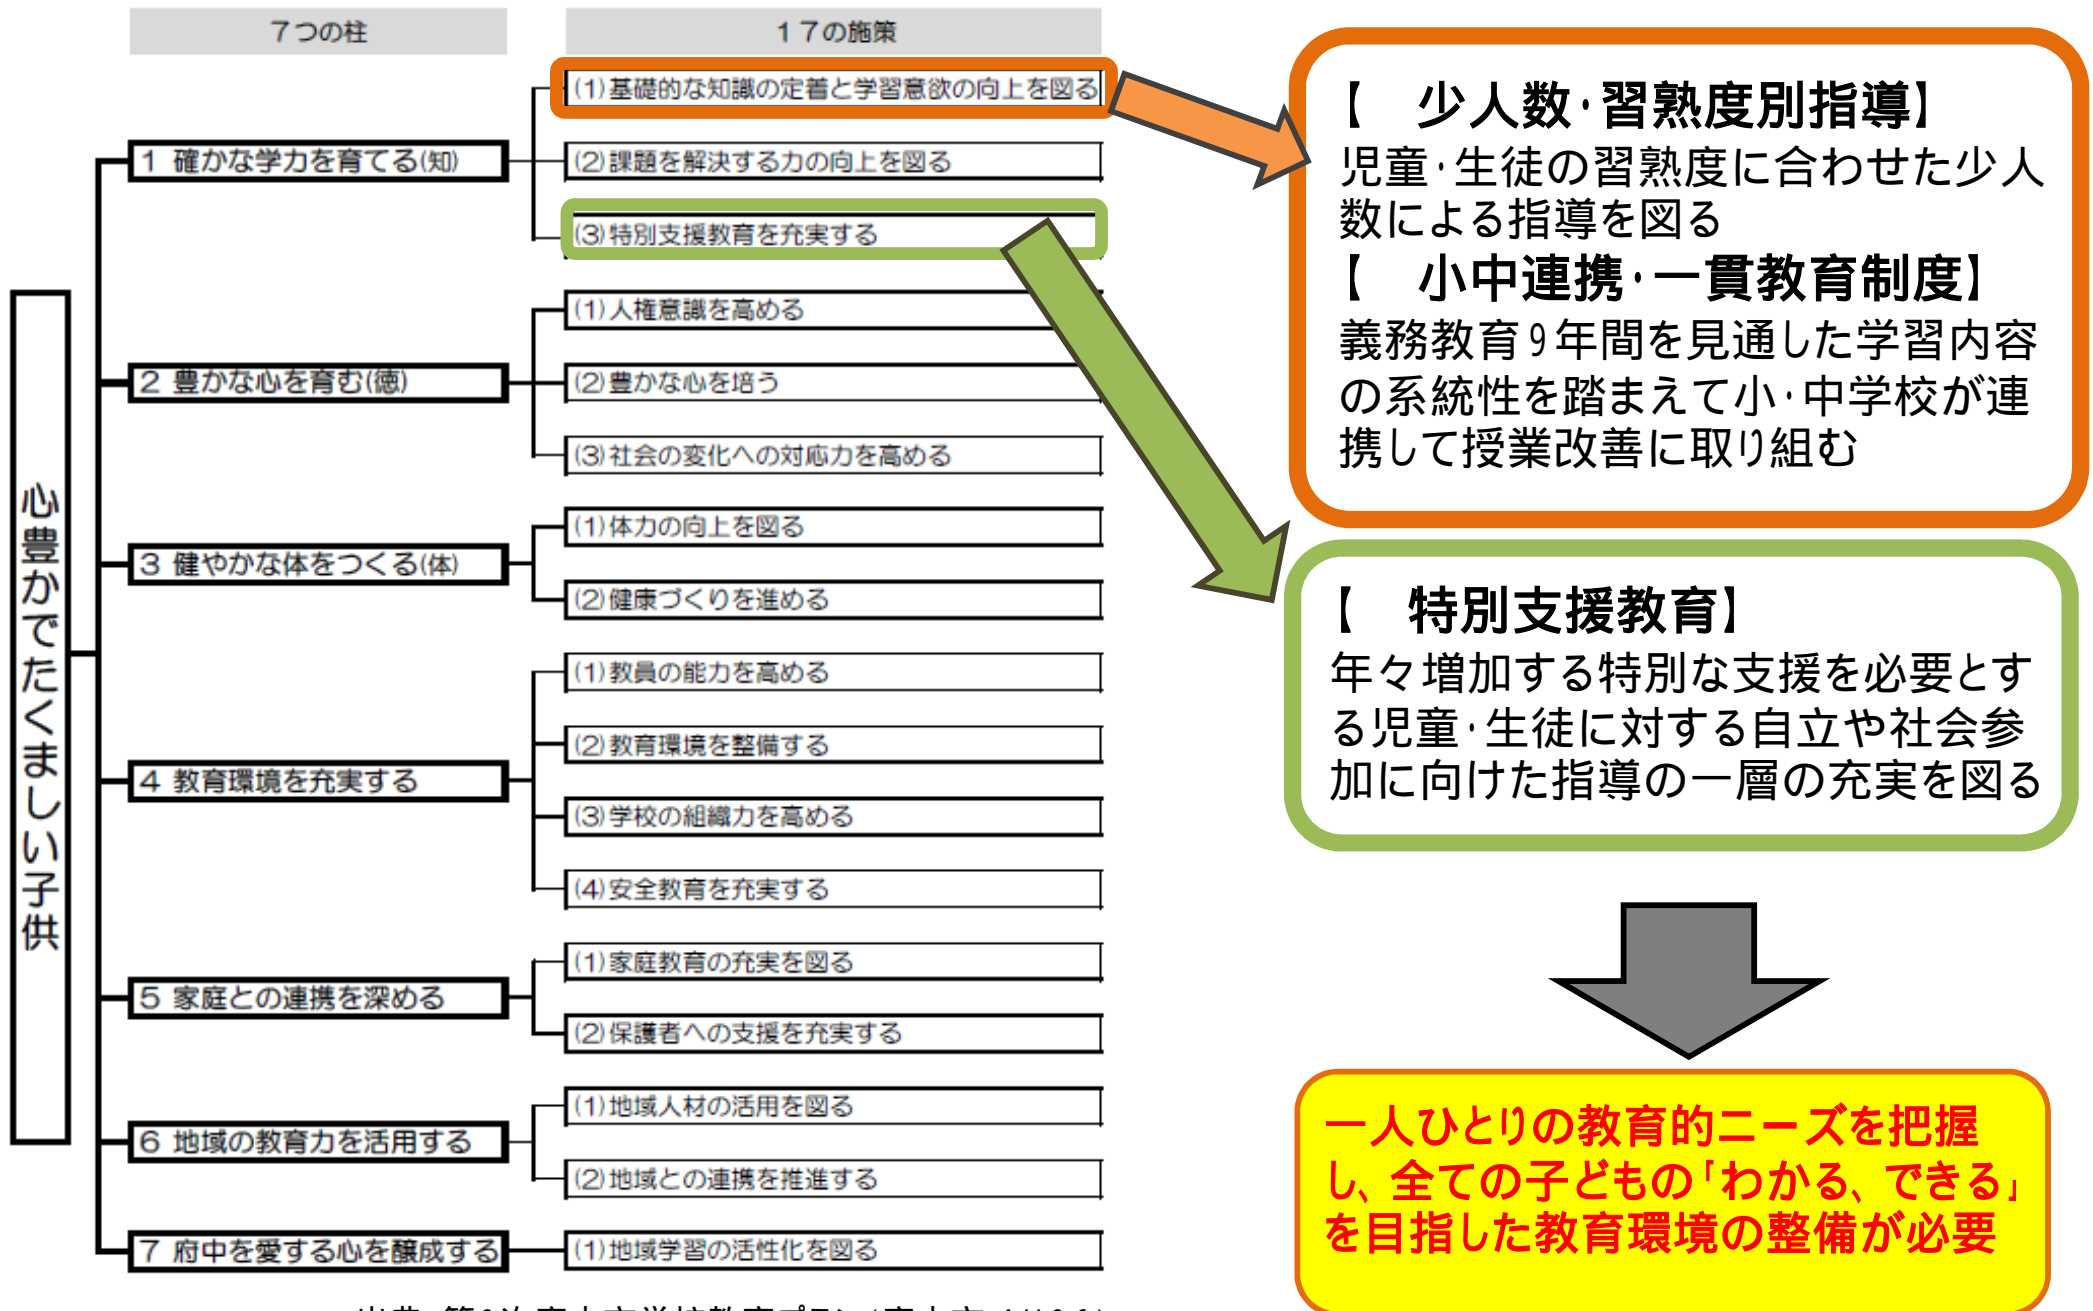 7つの柱
17の施策
心豊かでたくましい子供
1 確かな学力を育てる(知)
(1)基礎的な知識の定着と学習意欲の向上を図る
(2)課題を解決する力の向上を図る
(3)特別支援教育を充実する
2 豊かな心を育む(徳)
(1)人権意識を高める
(2)豊かな心を培う
(3)社会の変化への対応力を高める
3 健やかな体をつくる(体)
(1)体力の向上を図る
(2)健康づくりを進める
4 教育環境を充実する
(1)教員の能力を高める
(2)教育環境を整備する
(3)学校の組織力を高める
(4)安全教育を充実する
5 家庭との連携を深める
(1)家庭教育の充実を図る
(2)保護者への支援を充実する
6 地域の教育力を活用する
(1)地域人材の活用を図る
(2)地域との連携を推進する
7 府中を愛する心を醸成する
(1)地域学習の活性化を図る
【 少人数・習熟度別指導】
児童・生徒の習熟度に合わせた少人
数による指導を図る
【 小中連携・一貫教育制度】
義務教育9年間を見通した学習内容
の系統性を踏まえて小・中学校が連
携して授業改善に取り組む
【 特別支援教育】
年々増加する特別な支援を必要とす
る児童・生徒に対する自立や社会参
加に向けた指導の一層の充実を図る
一人ひとりの教育的ニーズを把握
し、全ての子どもの「わかる、できる」
を目指した教育環境の整備が必要